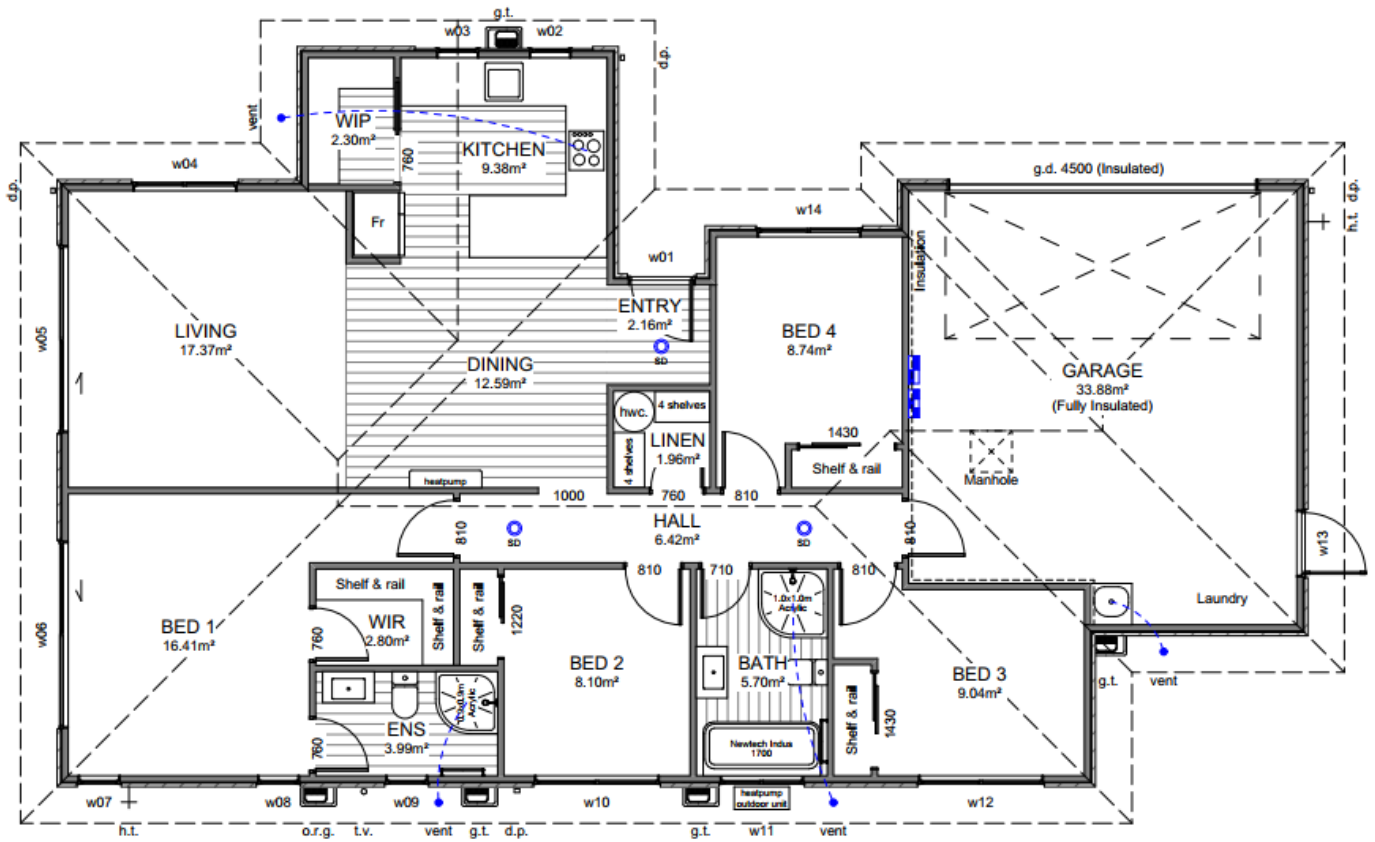 g.t.
w03
w02
d.p.
vent
WIP
2.30m²
760
KITCHEN
9.38m²
w04
d.p.
g.d. 4500 (Insulated)
d.p.
h.t.
Fr
w14
w01
Insulation
ENTRY
2.16m²
SD
w05
LIVING
17.37m²
DINING
12.59m²
BED 4
8.74m²
GARAGE
33.88m²
(Fully Insulated)
hwc.
4 shelves
4 shelves
LINEN
1.96m²
1430
Shelf & rail
Manhole
heatpump
1000
760
810
810
SD
HALL
6.42m²
SD
810
w13
810
710
810
Shelf & rail
Shelf & rail
Shelf & rail
1220
1.0x1.0m
Acrylic
Laundry
w06
BED 1
16.41m²
760
WIR
2.80m²
BED 2
8.10m²
BATH
5.70m²
BED 3
9.04m²
g.t.
vent
0.9x0.9m
Acrylic
760
ENS
3.99m²
Shelf & rail
1430
Newtech Indus
1700
heatpump
outdoor unit
w07
w08
w09
w10
w12
h.t.
o.r.g.
t.v.
vent
g.t.
d.p.
g.t.
w11
vent